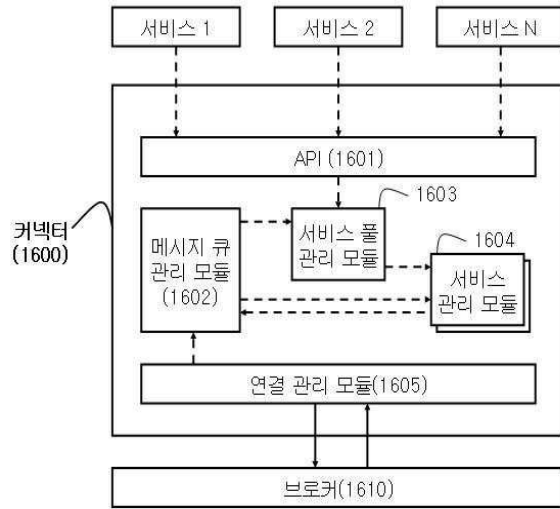 서비스 1
서비스 2
서비스 N
API (1601)
1603
서비스 풀
관리 모듈
1604
서비스
관리 모듈
커넥터
(1600)
메시지 큐
관리 모듈
(1602)
연결 관리 모듈(1605)
브로커(1610)